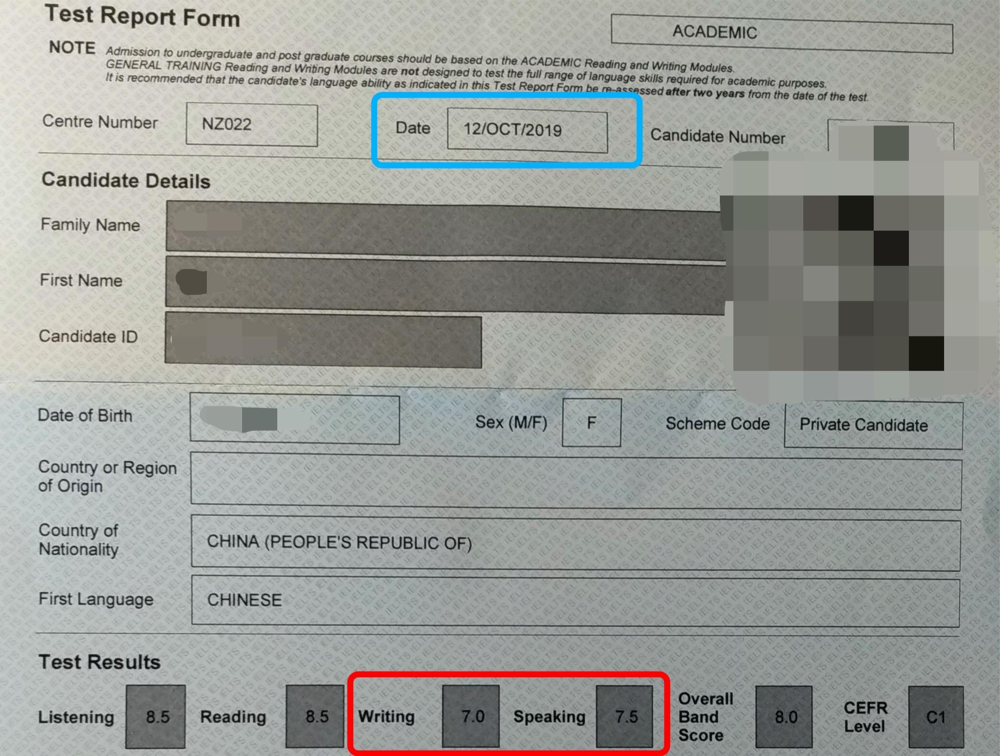 Test Report Form
ACADEMIC
NOTE Admission to undergraduate and post graduate courses should be based on the ACADEMIC Reading and Writing Modules.
GENERAL TRAINING Reading and Writing Modules are not designed to test the full range of language skills required for academic purposes.
It is recommended that the candidate's language ability as indicated in this Test Report Form be re-assessed after two years from the date of the test.
Centre Number NZ022 Date 12/OCT/2019 Candidate Number
Candidate Details
Family Name
First Name
Candidate ID
Date of Birth Sex (M/F) F Scheme Code Private Candidate
Country or Region
of Origin
Country of
Nationality
CHINA (PEOPLE'S REPUBLIC OF)
First Language CHINESE
Test Results
Listening 8.5 Reading 8.5 Writing 7.0 Speaking 7.5
Overall
Band
Score
8.0
CEFR
Level
C1